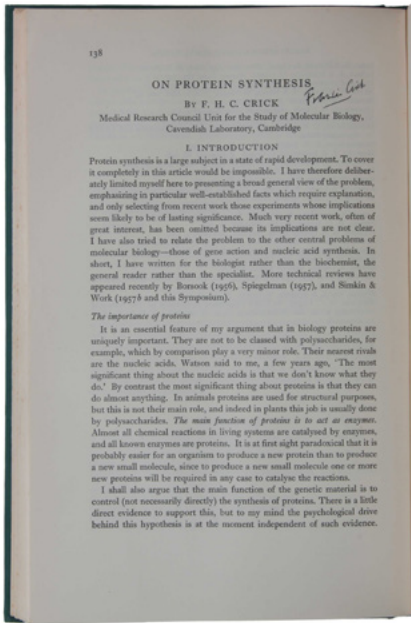 138
ON PROTEIN SYNTHESIS
BY F. H. C. CRICK
Medical Research Council Unit for the Study of Molecular Biology,
Cavendish Laboratory, Cambridge
I. INTRODUCTION
Protein synthesis is a large subject in a state of rapid development. To cover
it completely in this article would be impossible. I have therefore deliber-
ately limited myself here to presenting a broad general view of the problem,
emphasizing in particular well-established facts which require explanation,
and only selecting from recent work those experiments whose implications
seem likely to be of lasting significance. Much very recent work, often of
great interest, has been omitted because its implications are not clear.
I have also tried to relate the problem to the other central problems of
molecular biology—those of gene action and nucleic acid synthesis. In
short, I have written for the biologist rather than the biochemist, the
general reader rather than the specialist. More technical reviews have
appeared recently by Borsook (1956), Spiegelman (1957), and Simkin &
Work (1957b and this Symposium).
The importance of proteins
It is an essential feature of my argument that in biology proteins are
uniquely important. They are not to be classed with polysaccharides, for
example, which by comparison play a very minor role. Their nearest rivals
are the nucleic acids. Watson said to me, a few years ago, 'The most
significant thing about the nucleic acids is that we don't know what they
do.' By contrast the most significant thing about proteins is that they can
do almost anything. In animals proteins are used for structural purposes,
but this is not their main role, and indeed in plants this job is usually done
by polysaccharides. The main function of proteins is to act as enzymes.
Almost all chemical reactions in living systems are catalysed by enzymes,
and all known enzymes are proteins. It is at first sight paradoxical that it is
probably easier for an organism to produce a new protein than to produce
a new small molecule, since to produce a new small molecule one or more
new proteins will be required in any case to catalyse the reactions.
I shall also argue that the main function of the genetic material is to
control (not necessarily directly) the synthesis of proteins. There is a little
direct evidence to support this, but to my mind the psychological drive
behind this hypothesis is at the moment independent of such evidence.